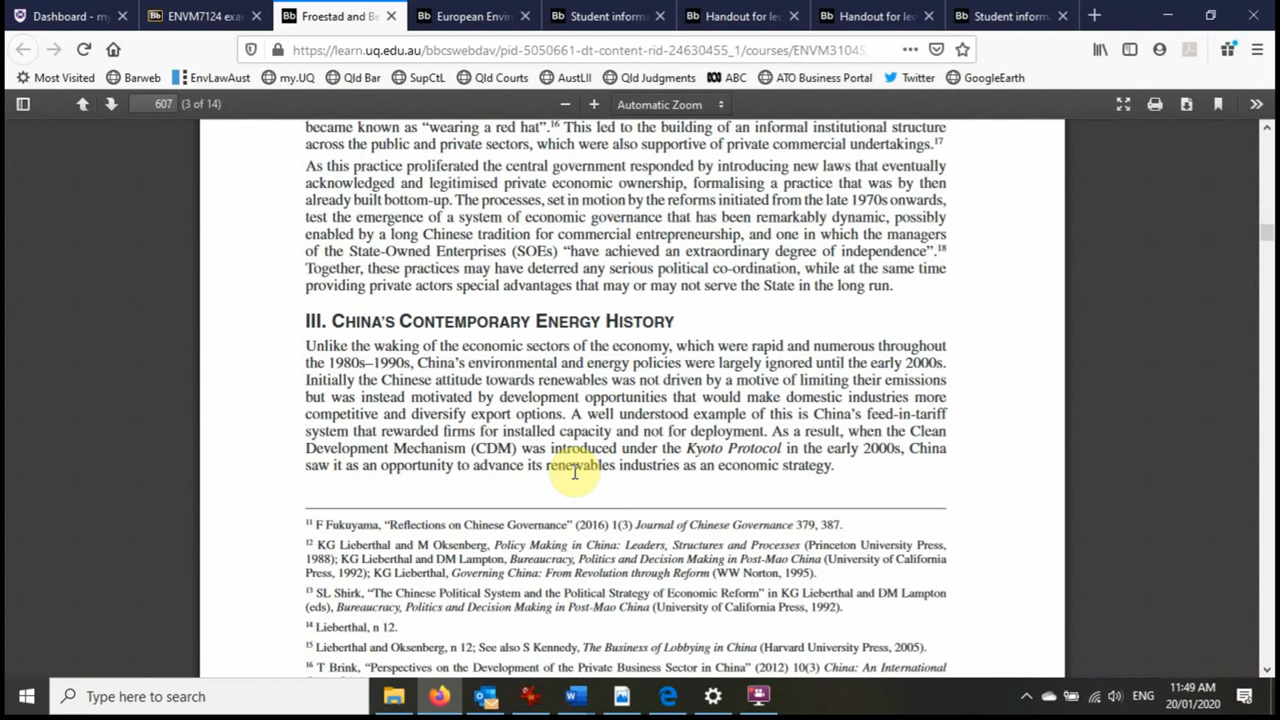 Dashboard - my
ENVM7124 exa
Froestad and Be
European Envir
Student informa
Handout for lec
Handout for lec
Student informa
https://learn.uq.edu.au/bbcswebdav/pid-5050661-dt-content-rid-24630455_1/courses/ENVM3104S
Most Visited Barweb EnvLawAust my.UQ Qld Bar SupCtL Qld Courts AustLII Qld Judgments ABC ATO Business Portal Twitter GoogleEarth
607 (3 of 14) Automatic Zoom
became known as “wearing a red hat”.16 This led to the building of an informal institutional structure
across the public and private sectors, which were also supportive of private commercial undertakings.17
As this practice proliferated the central government responded by introducing new laws that eventually
acknowledged and legitimised private economic ownership, formalising a practice that was by then
already built bottom-up. The processes, set in motion by the reforms initiated from the late 1970s onwards,
test the emergence of a system of economic governance that has been remarkably dynamic, possibly
enabled by a long Chinese tradition for commercial entrepreneurship, and one in which the managers
of the State-Owned Enterprises (SOEs) “have achieved an extraordinary degree of independence”.18
Together, these practices may have deterred any serious political co-ordination, while at the same time
providing private actors special advantages that may or may not serve the State in the long run.
III. CHINA’S CONTEMPORARY ENERGY HISTORY
Unlike the waking of the economic sectors of the economy, which were rapid and numerous throughout
the 1980s–1990s, China’s environmental and energy policies were largely ignored until the early 2000s.
Initially the Chinese attitude towards renewables was not driven by a motive of limiting their emissions
but was instead motivated by development opportunities that would make domestic industries more
competitive and diversify export options. A well understood example of this is China’s feed-in-tariff
system that rewarded firms for installed capacity and not for deployment. As a result, when the Clean
Development Mechanism (CDM) was introduced under the Kyoto Protocol in the early 2000s, China
saw it as an opportunity to advance its renewables industries as an economic strategy.
11 F Fukuyama, “Reflections on Chinese Governance” (2016) 1(3) Journal of Chinese Governance 379, 387.
12 KG Lieberthal and M Oksenberg, Policy Making in China: Leaders, Structures and Processes (Princeton University Press,
1988); KG Lieberthal and DM Lampton, Bureaucracy, Politics and Decision Making in Post-Mao China (University of California
Press, 1992); KG Lieberthal, Governing China: From Revolution through Reform (WW Norton, 1995).
13 SL Shirk, “The Chinese Political System and the Political Strategy of Economic Reform” in KG Lieberthal and DM Lampton
(eds), Bureaucracy, Politics and Decision Making in Post-Mao China (University of California Press, 1992).
14 Lieberthal, n 12.
15 Lieberthal and Oksenberg, n 12; See also S Kennedy, The Business of Lobbying in China (Harvard University Press, 2005).
16 T Brink, “Perspectives on the Development of the Private Business Sector in China” (2012) 10(3) China: An International
Type here to search
ENG
11:49 AM
20/01/2020